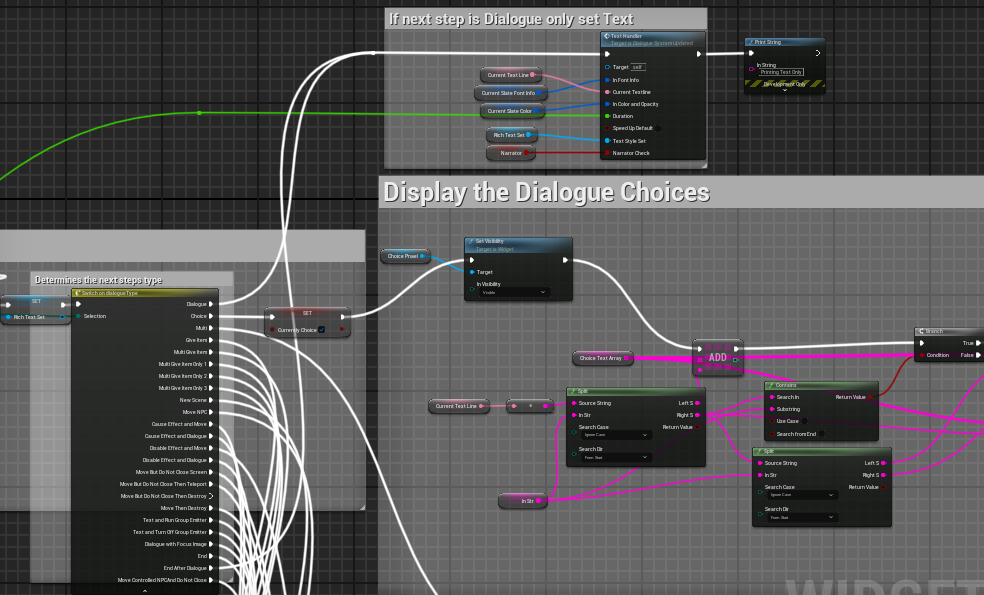 If next step is Dialogue only set Text
Text Handler
Target is Dialogue System Updated
Target self
In Font Info
Current Textline
In Color and Opacity
Duration
Speed Up Default
Text Style Set
Narrator Check
Current Text Line
Current Slate Font Info
Current Slate Color
Rich Text Set
Narrator
Print String
In String
Printing Text Only
Development Only
Display the Dialogue Choices
Determines the next steps type
SET
Rich Text Set
Switch on dialogueType
Selection
Dialogue
Choice
Multi
Give Item
Multi Give Item
Multi Give Item Only 1
Multi Give Item Only 2
Multi Give Item Only 3
New Scene
Move NPC
Cause Effect and Move
Cause Effect and Dialogue
Disable Effect and Move
Disable Effect and Dialogue
Move But Do Not Close Screen
Move But Do Not Close Then Teleport
Move But Do Not Close Then Destroy
Move Then Destroy
Text and Run Group Emitter
Text and Turn Off Group Emitter
Dialogue with Focus Image
End
End After Dialogue
Move Controlled NPCAnd Do Not Close
SET
Currently Choice
Choice Panel
Set Visibility
Target is Widget
Target
In Visibility
Visible
Choice Text Array
ADD
Branch
Condition
True
False
Current Text Line
Split
Source String
In Str
Search Case
Ignore Case
Search Dir
From Start
Left S
Right S
Return Value
In Str
Contains
Search In
Substring
Use Case
Search from End
Return Value
Split
Source String
In Str
Search Case
Ignore Case
Search Dir
From Start
Left S
Right S
Return Value
WIDGET